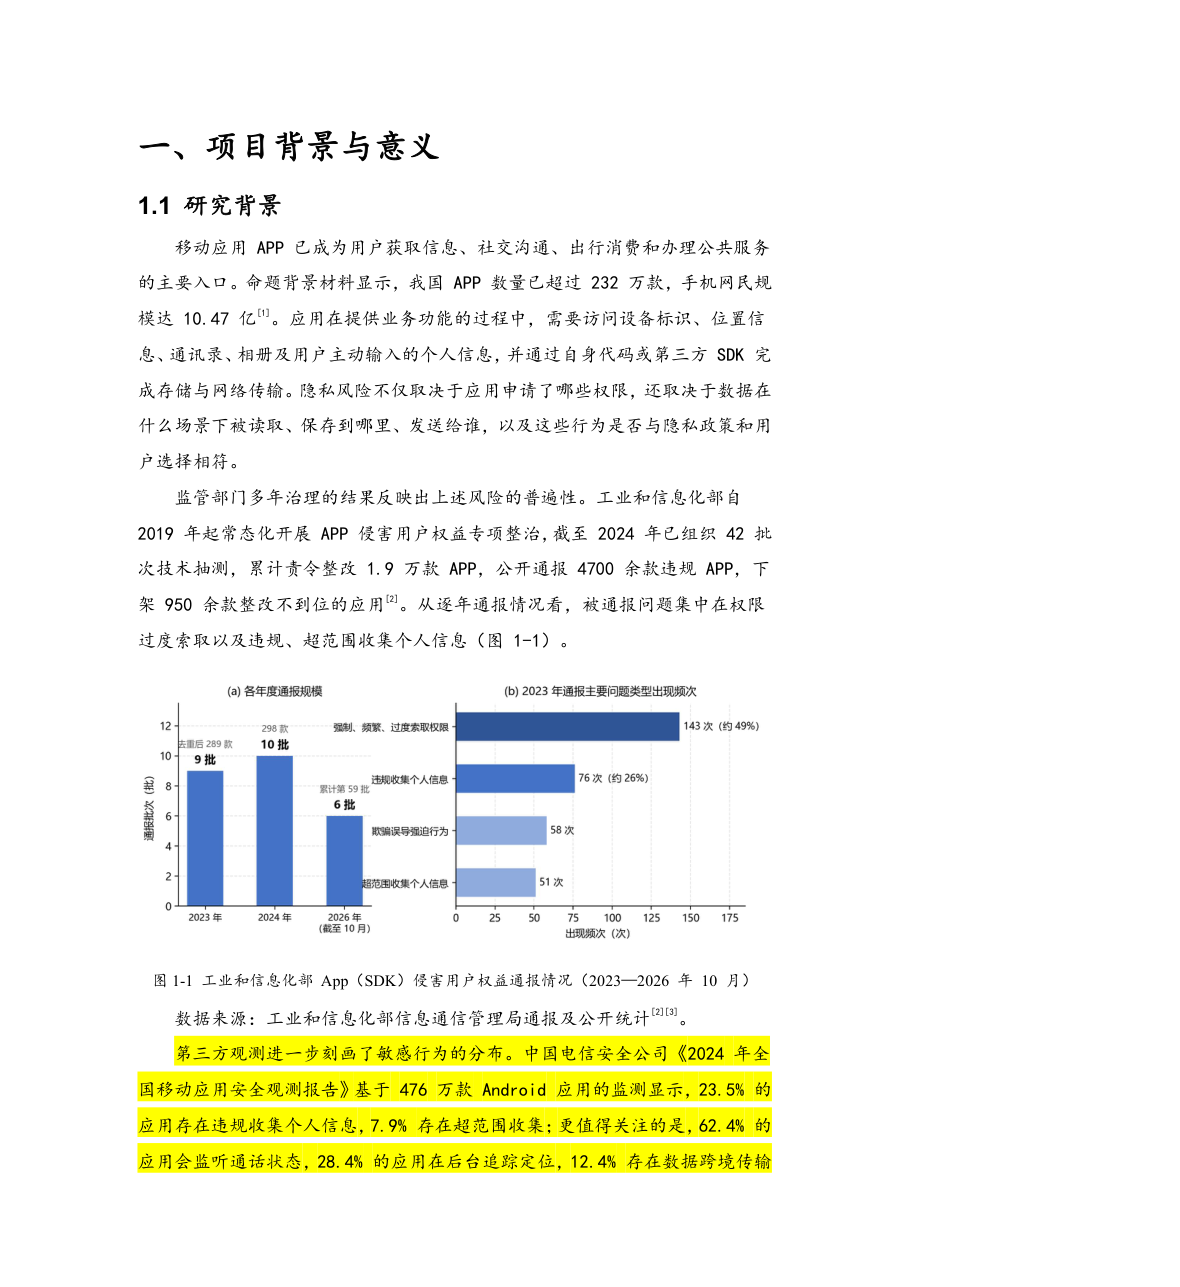 一、项目背景与意义
1.1 研究背景
移动应用 APP 已成为用户获取信息、社交沟通、出行消费和办理公共服务
的主要入口。命题背景材料显示，我国 APP 数量已超过 232 万款，手机网民规
模达 10.47 亿[1]。应用在提供业务功能的过程中，需要访问设备标识、位置信
息、通讯录、相册及用户主动输入的个人信息，并通过自身代码或第三方 SDK 完
成存储与网络传输。隐私风险不仅取决于应用申请了哪些权限，还取决于数据在
什么场景下被读取、保存到哪里、发送给谁，以及这些行为是否与隐私政策和用
户选择相符。
监管部门多年治理的结果反映出上述风险的普遍性。工业和信息化部自
2019 年起常态化开展 APP 侵害用户权益专项整治，截至 2024 年已组织 42 批
次技术抽测，累计责令整改 1.9 万款 APP，公开通报 4700 余款违规 APP，下
架 950 余款整改不到位的应用[2]。从逐年通报情况看，被通报问题集中在权限
过度索取以及违规、超范围收集个人信息（图 1-1）。
(a) 各年度通报规模
通报批次（批）
12
10
8
6
4
2
0
去重后 289 款
9 批
298 款
10 批
累计第 59 批
6 批
2023 年
2024 年
2026 年
(截至 10 月)
(b) 2023 年通报主要问题类型出现频次
强制、频繁、过度索取权限
143 次（约 49%）
违规收集个人信息
76 次（约 26%）
欺骗误导强迫行为
58 次
超范围收集个人信息
51 次
0 25 50 75 100 125 150 175
出现频次（次）
图 1-1 工业和信息化部 App（SDK）侵害用户权益通报情况（2023—2026 年 10 月）
数据来源：工业和信息化部信息通信管理局通报及公开统计[2][3]。
第三方观测进一步刻画了敏感行为的分布。中国电信安全公司《2024 年全
国移动应用安全观测报告》基于 476 万款 Android 应用的监测显示，23.5% 的
应用存在违规收集个人信息，7.9% 存在超范围收集；更值得关注的是，62.4% 的
应用会监听通话状态，28.4% 的应用在后台追踪定位，12.4% 存在数据跨境传输